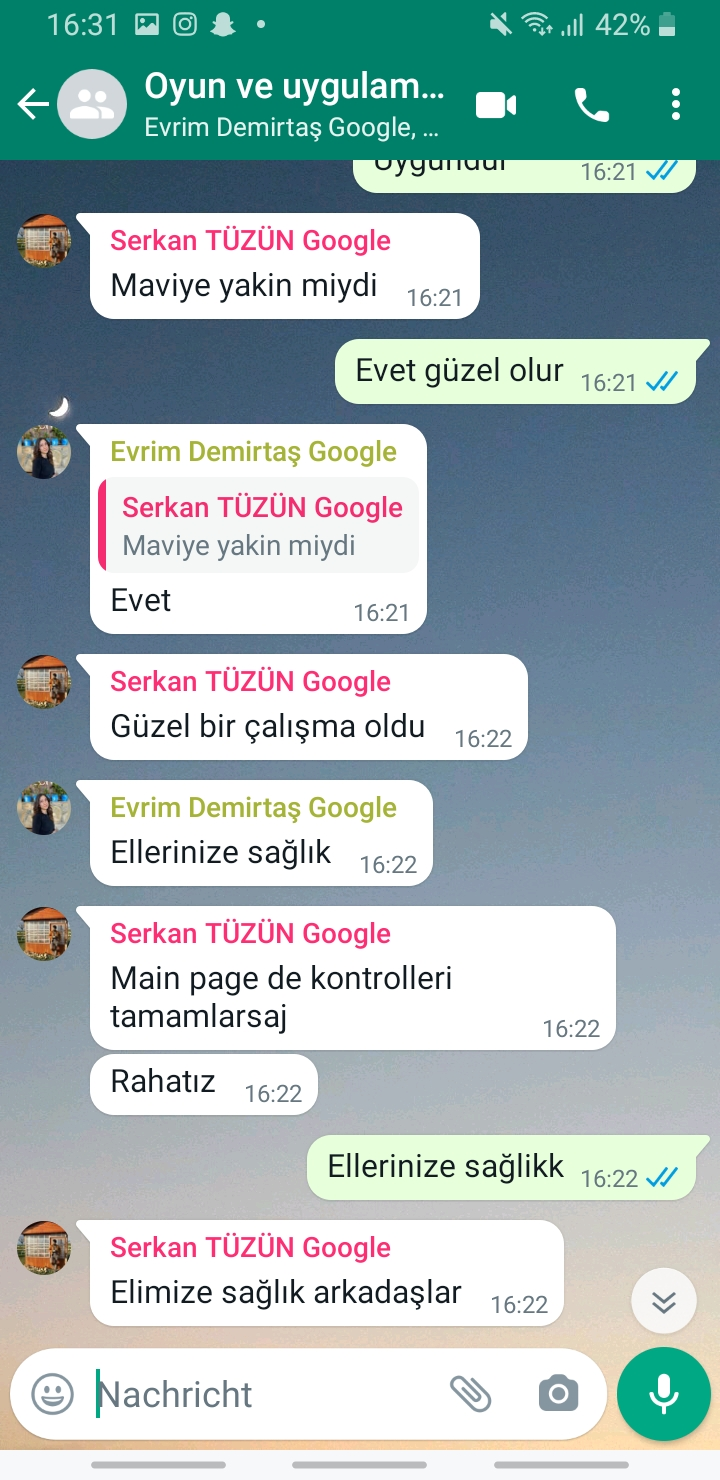 16:31
42%
Oyun ve uygulam...
Evrim Demirtaş Google, ...
Uygundur 16:21
Serkan TÜZÜN Google
Maviye yakin miydi 16:21
Evet güzel olur 16:21
Evrim Demirtaş Google
Serkan TÜZÜN Google
Maviye yakin miydi
Evet 16:21
Serkan TÜZÜN Google
Güzel bir çalışma oldu 16:22
Evrim Demirtaş Google
Ellerinize sağlık 16:22
Serkan TÜZÜN Google
Main page de kontrolleri
tamamlarsaj 16:22
Rahatız 16:22
Ellerinize sağlikk 16:22
Serkan TÜZÜN Google
Elimize sağlık arkadaşlar 16:22
Nachricht